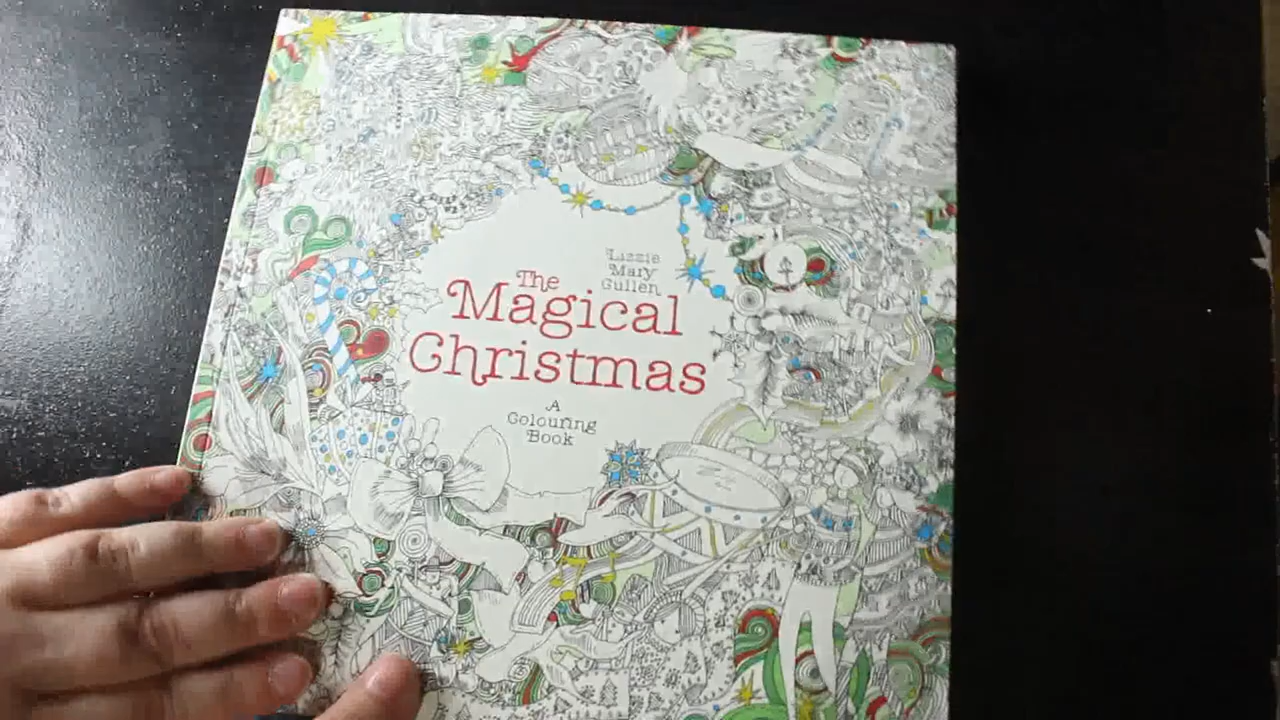 Lizzie
Mary
Cullen
The
Magical
Christmas
A
Colouring
Book